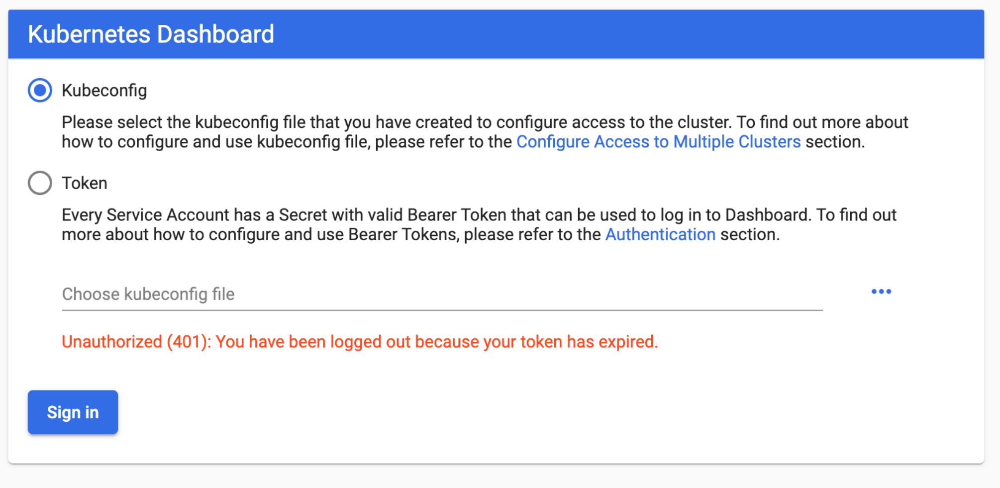 Kubernetes Dashboard
Kubeconfig
Please select the kubeconfig file that you have created to configure access to the cluster. To find out more about
how to configure and use kubeconfig file, please refer to the Configure Access to Multiple Clusters section.
Token
Every Service Account has a Secret with valid Bearer Token that can be used to log in to Dashboard. To find out
more about how to configure and use Bearer Tokens, please refer to the Authentication section.
Choose kubeconfig file
Unauthorized (401): You have been logged out because your token has expired.
Sign in